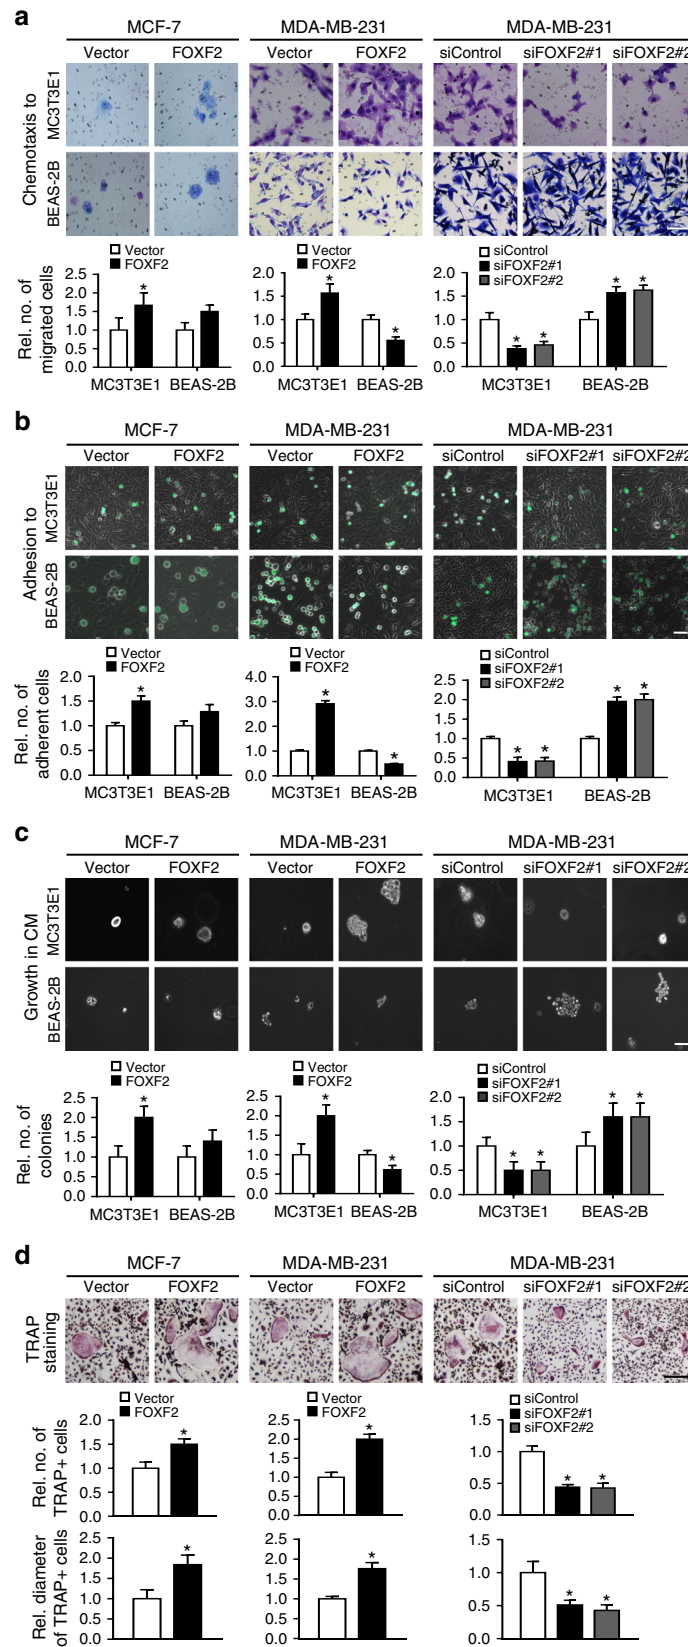 a
MCF-7 MDA-MB-231 MDA-MB-231
Vector FOXF2 Vector FOXF2 siControl siFOXF2#1 siFOXF2#2
Chemotaxis to
MC3T3E1
BEAS-2B
Vector
FOXF2
Vector
FOXF2
siControl
siFOXF2#1
siFOXF2#2
Rel. no. of
migrated cells
2.5
2.0
1.5
1.0
0.5
0.0
*
MC3T3E1 BEAS-2B
2.0
1.5
1.0
0.5
0.0
* *
MC3T3E1 BEAS-2B
2.0
1.5
1.0
0.5
0.0
* * * *
MC3T3E1 BEAS-2B
b
MCF-7 MDA-MB-231 MDA-MB-231
Vector FOXF2 Vector FOXF2 siControl siFOXF2#1 siFOXF2#2
Adhesion to
MC3T3E1
BEAS-2B
Vector
FOXF2
Vector
FOXF2
siControl
siFOXF2#1
siFOXF2#2
Rel. no. of
adherent cells
2.0
1.5
1.0
0.5
0.0
*
MC3T3E1 BEAS-2B
4.0
3.0
2.0
1.0
0.0
* *
MC3T3E1 BEAS-2B
2.5
2.0
1.5
1.0
0.5
0.0
* * * *
MC3T3E1 BEAS-2B
c
MCF-7 MDA-MB-231 MDA-MB-231
Vector FOXF2 Vector FOXF2 siControl siFOXF2#1 siFOXF2#2
Growth in CM
MC3T3E1
BEAS-2B
Vector
FOXF2
Vector
FOXF2
siControl
siFOXF2#1
siFOXF2#2
Rel. no. of
colonies
2.5
2.0
1.5
1.0
0.5
0.0
*
MC3T3E1 BEAS-2B
2.5
2.0
1.5
1.0
0.5
0.0
* *
MC3T3E1 BEAS-2B
2.0
1.5
1.0
0.5
0.0
* * * *
MC3T3E1 BEAS-2B
d
MCF-7 MDA-MB-231 MDA-MB-231
Vector FOXF2 Vector FOXF2 siControl siFOXF2#1 siFOXF2#2
TRAP
staining
Vector
FOXF2
Vector
FOXF2
siControl
siFOXF2#1
siFOXF2#2
Rel. no. of
TRAP+ cells
2.0
1.5
1.0
0.5
0.0
*
2.5
2.0
1.5
1.0
0.5
0.0
*
1.5
1.0
0.5
0.0
* *
Rel. diameter
of TRAP+ cells
2.5
2.0
1.5
1.0
0.5
0.0
*
2.5
2.0
1.5
1.0
0.5
0.0
*
1.5
1.0
0.5
0.0
* *